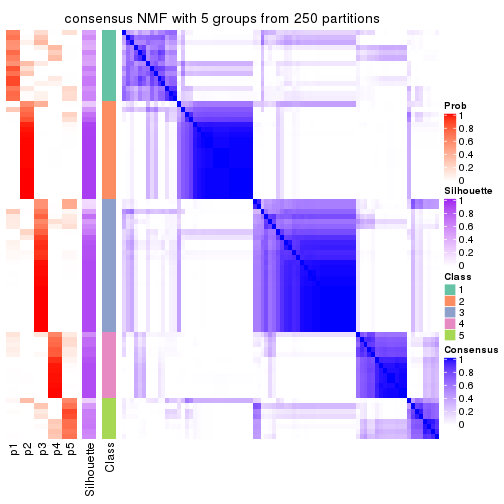 consensus NMF with 5 groups from 250 partitions
Prob
1
0.8
0.6
0.4
0.2
0
Silhouette
1
0.8
0.6
0.4
0.2
0
Class
1
2
3
4
5
Consensus
1
0.8
0.6
0.4
0.2
0
p1
p2
p3
p4
p5
Silhouette
Class